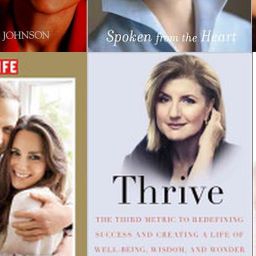 JOHNSON
Spoken from the Heart
IFE
Thrive
THE THIRD METRIC TO REDEFINING
SUCCESS AND CREATING A LIFE OF
WELL-BEING, WISDOM, AND WONDER